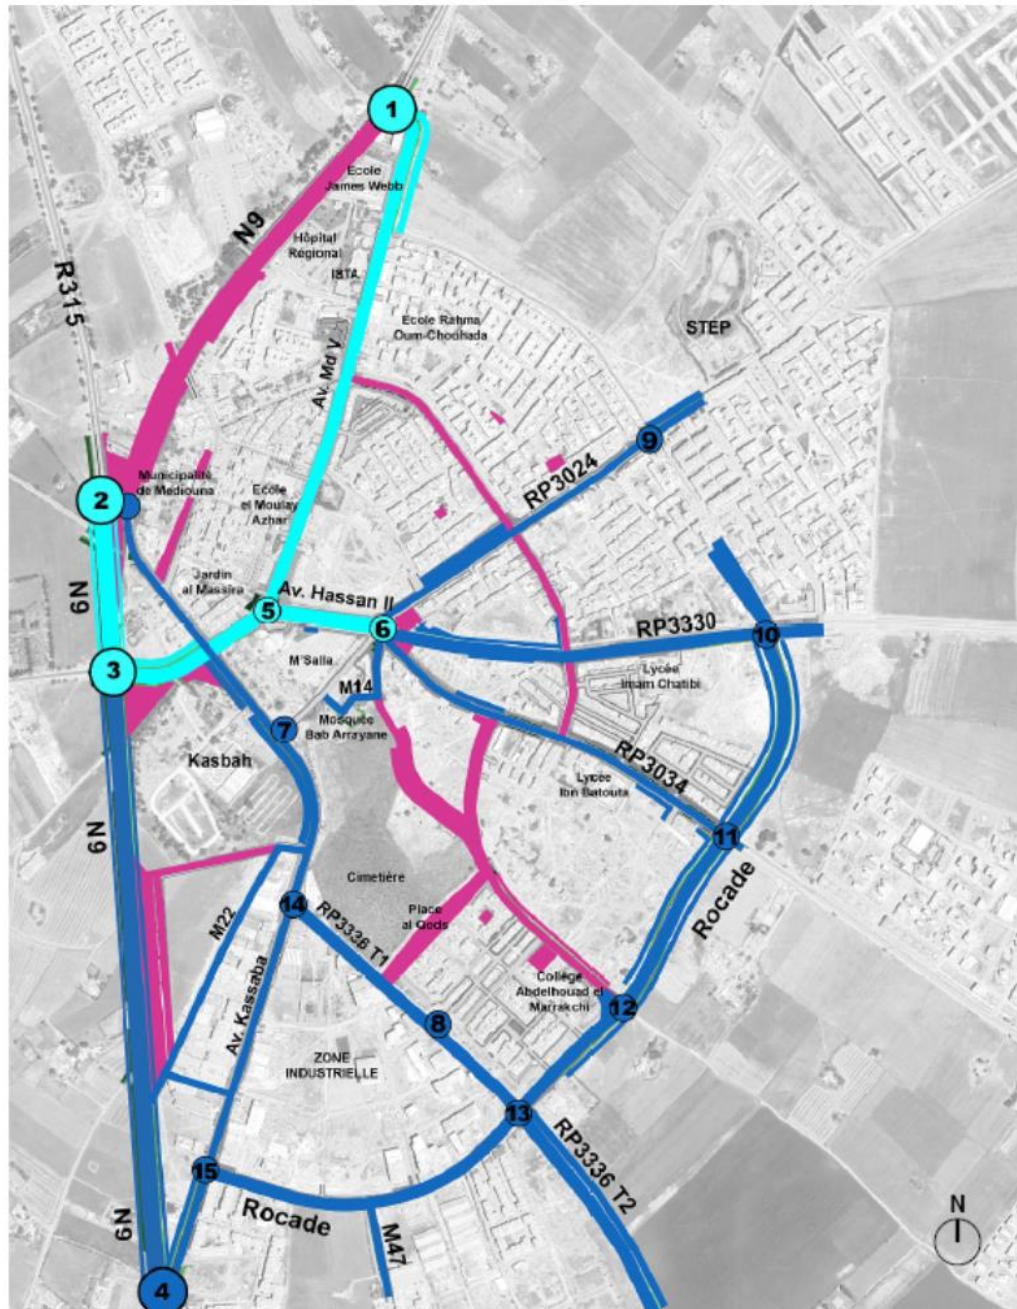 1
Ecole
James Webb
N9
Hôpital
Régional
ISTA
R315
Ecole Rahma
Oum-Chouhada
STEP
Av. Md V
9
RP3024
Municipalité
de Mediouna
2
Ecole
el Moulay
Azhar
Jardin
al Massira
N9
5
Av. Hassan II
6
RP3330
10
3
M'Salla
M14
Lycée
Imam Chatibi
Mosquée
Bab Arrayane
7
Kasbah
RP3034
Lycée
Ibn Batouta
N9
11
Rocade
Cimetière
14
RP3336 T1
Place
al Qods
M22
Av. Kassaba
Collège
Abdelhouad el
Marrakchi
12
8
ZONE
INDUSTRIELLE
13
RP3336 T2
15
Rocade
N9
M47
4
N